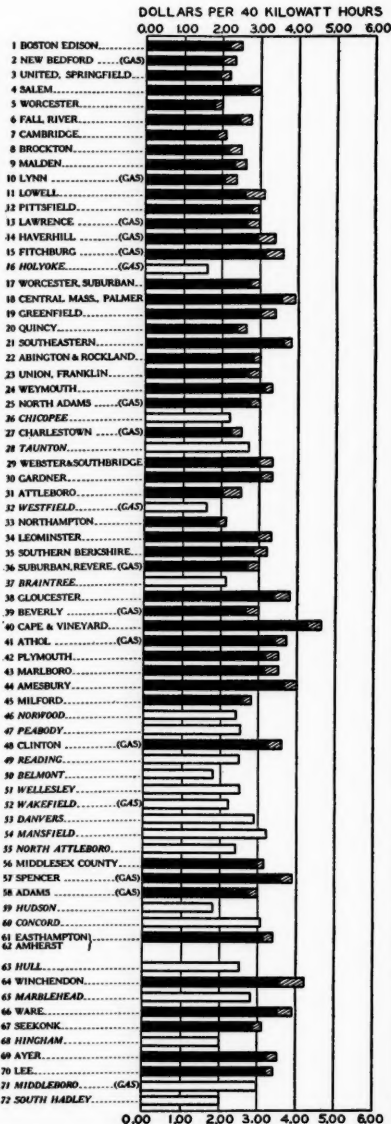 DOLLARS PER 40 KILOWATT HOURS
0.00 1.00 2.00 3.00 4.00 5.00 6.00
1 BOSTON EDISON
2 NEW BEDFORD (GAS)
3 UNITED, SPRINGFIELD
4 SALEM
5 WORCESTER
6 FALL RIVER
7 CAMBRIDGE
8 BROCKTON
9 MALDEN
10 LYNN (GAS)
11 LOWELL
12 PITTSFIELD
13 LAWRENCE (GAS)
14 HAVERHILL (GAS)
15 FITCHBURG (GAS)
16 HOLYOKE (GAS)
17 WORCESTER, SUBURBAN
18 CENTRAL MASS., PALMER
19 GREENFIELD
20 QUINCY
21 SOUTHEASTERN
22 ABINGTON & ROCKLAND
23 UNION, FRANKLIN
24 WEYMOUTH
25 NORTH ADAMS (GAS)
26 CHICOPEE
27 CHARLESTOWN (GAS)
28 TAUNTON
29 WEBSTER & SOUTHBRIDGE
30 GARDNER
31 ATTLEBORO
32 WESTFIELD (GAS)
33 NORTHAMPTON
34 LEOMINSTER
35 SOUTHERN BERKSHIRE
36 SUBURBAN, REVERE (GAS)
37 BRAINTREE
38 GLOUCESTER
39 BEVERLY (GAS)
40 CAPE & VINEYARD
41 ATHOL (GAS)
42 PLYMOUTH
43 MARLBORO
44 AMESBURY
45 MILFORD
46 NORWOOD
47 PEABODY
48 CLINTON (GAS)
49 READING
50 BELMONT
51 WELLESLEY
52 WAKEFIELD (GAS)
53 DANVERS
54 MANSFIELD
55 NORTH ATTLEBORO
56 MIDDLESEX COUNTY
57 SPENCER (GAS)
58 ADAMS (GAS)
59 HUDSON
60 CONCORD
61 EASTHAMPTON}
62 AMHERST
63 HULL
64 WINCHENDON
65 MARBLEHEAD
66 WARE
67 SEEKONK
68 HINGHAM
69 AYER
70 LEE
71 MIDDLEBORO (GAS)
72 SOUTH HADLEY
0.00 1.00 2.00 3.00 4.00 5.00 6.00